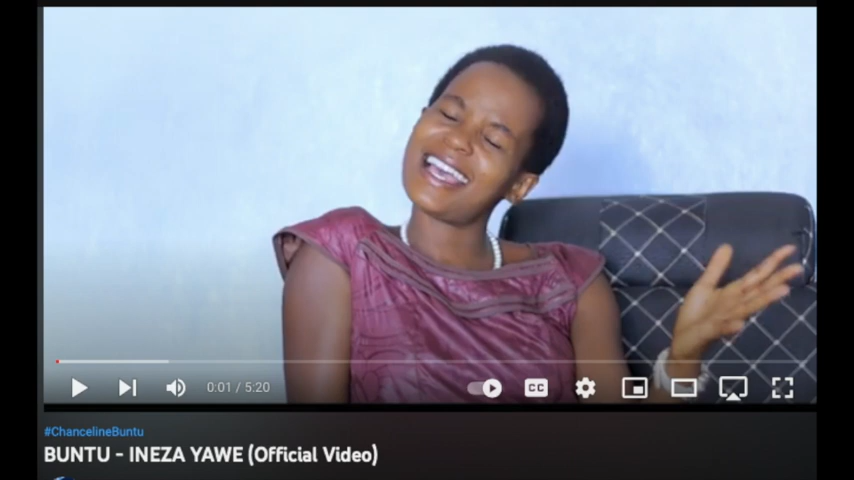 0:01 / 5:20
CC
#ChancelineBuntu
BUNTU - INEZA YAWE (Official Video)